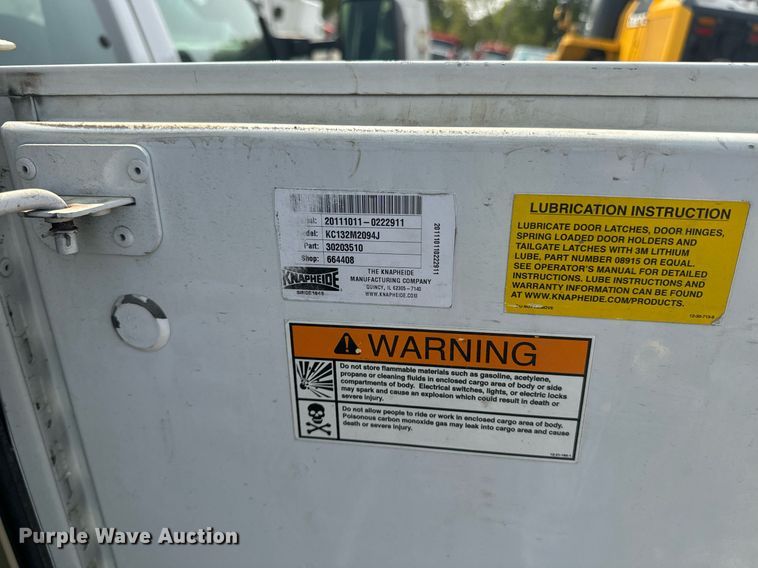 20111011-0222911
Model: KC132M2094J
Part: 30203510
Shop: 664408
20111011022291​1
KNAPHEIDE
SINCE 1848
THE KNAPHEIDE
MANUFACTURING COMPANY
QUINCY, IL 62305-7140
WWW.KNAPHEIDE.COM
LUBRICATION INSTRUCTION
LUBRICATE DOOR LATCHES, DOOR HINGES,
SPRING LOADED DOOR HOLDERS AND
TAILGATE LATCHES WITH 3M LITHIUM
LUBE, PART NUMBER 08915 OR EQUAL.
SEE OPERATOR'S MANUAL FOR DETAILED
INSTRUCTIONS. LUBE INSTRUCTIONS AND
WARRANTY INFORMATION CAN BE FOUND
AT WWW.KNAPHEIDE.COM/PRODUCTS.
WARNING
Do not store flammable materials such as gasoline, acetylene,
propane or cleaning fluids in enclosed cargo area of body or side
compartments of body. Electrical switches, lights, or electric locks
may spark and cause an explosion which could result in death or
severe injury.
Do not allow people to ride or work in enclosed cargo area of body.
Poisonous carbon monoxide gas may leak into cargo area and cause
death or severe injury.
Purple Wave Auction